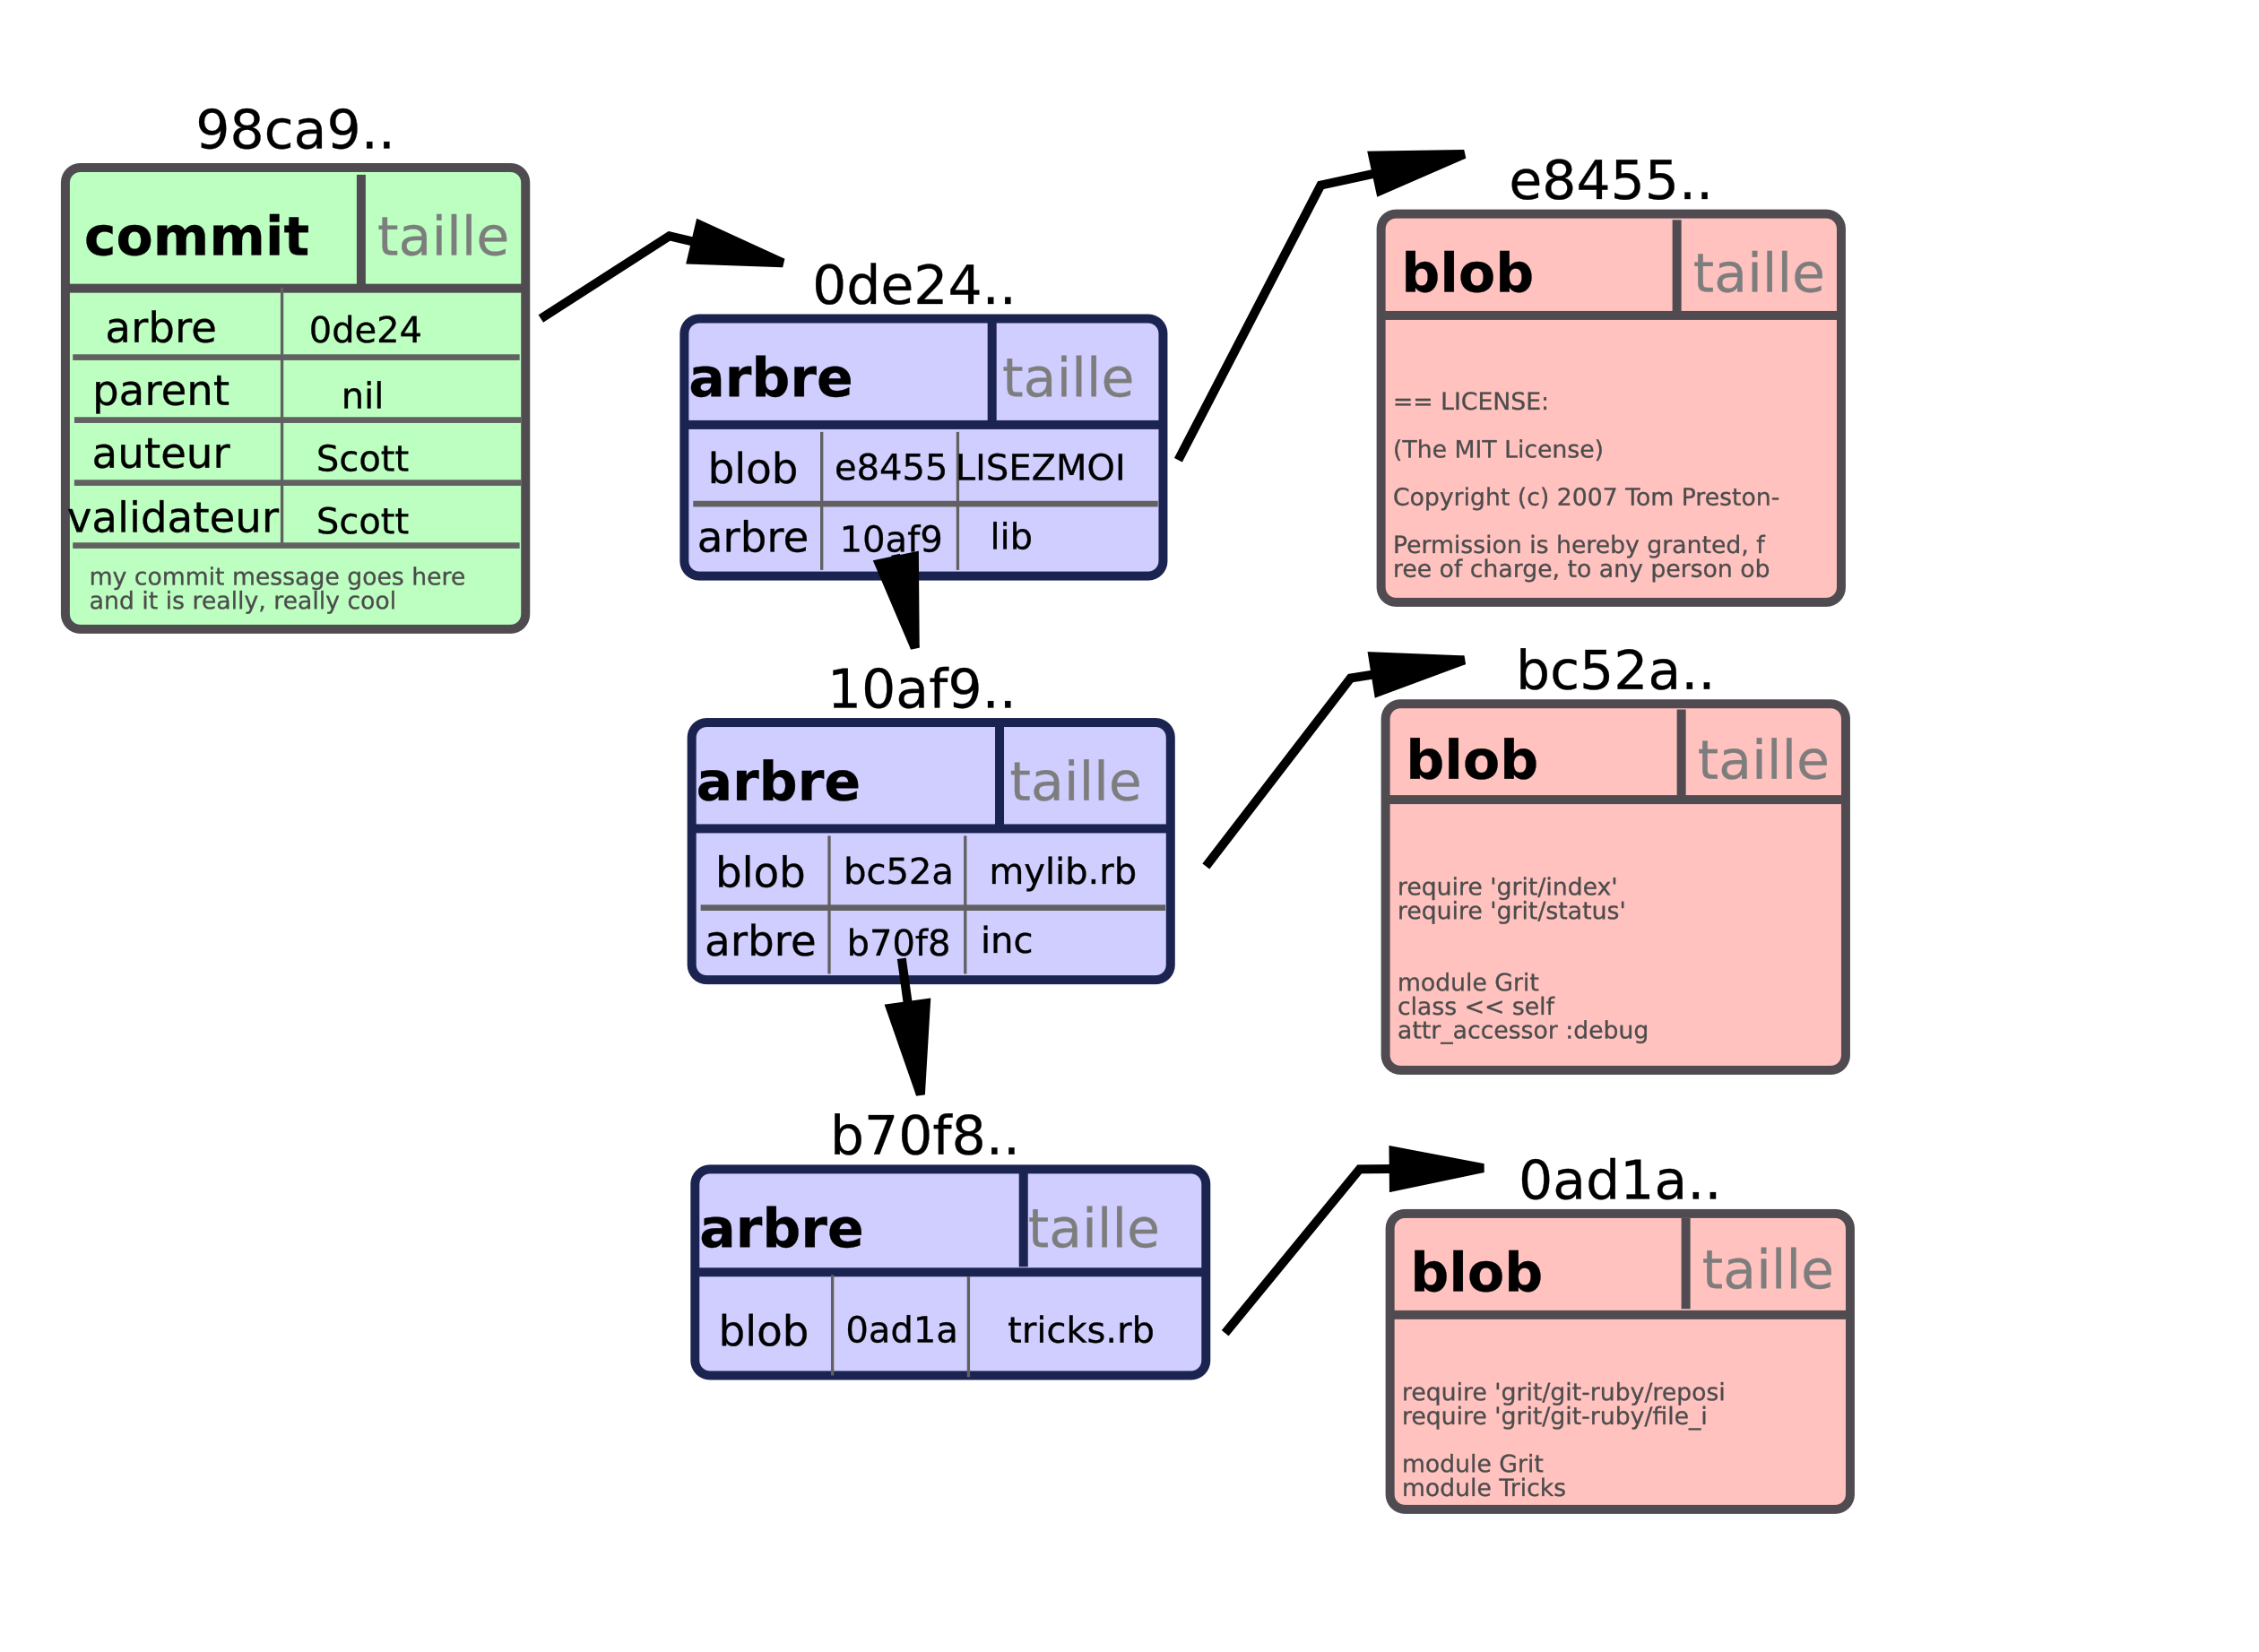 98ca9..
commit taille
arbre 0de24
parent nil
auteur Scott
validateur Scott
my commit message goes here
and it is really, really cool
0de24..
arbre taille
blob e8455 LISEZMOI
arbre 10af9 lib
10af9..
arbre taille
blob bc52a mylib.rb
arbre b70f8 inc
b70f8..
arbre taille
blob 0ad1a tricks.rb
e8455..
blob taille
== LICENSE:
(The MIT License)
Copyright (c) 2007 Tom Preston-
Permission is hereby granted, f
ree of charge, to any person ob
bc52a..
blob taille
require 'grit/index'
require 'grit/status'
module Grit
class << self
attr_accessor :debug
0ad1a..
blob taille
require 'grit/git-ruby/reposi
require 'grit/git-ruby/file_i
module Grit
module Tricks